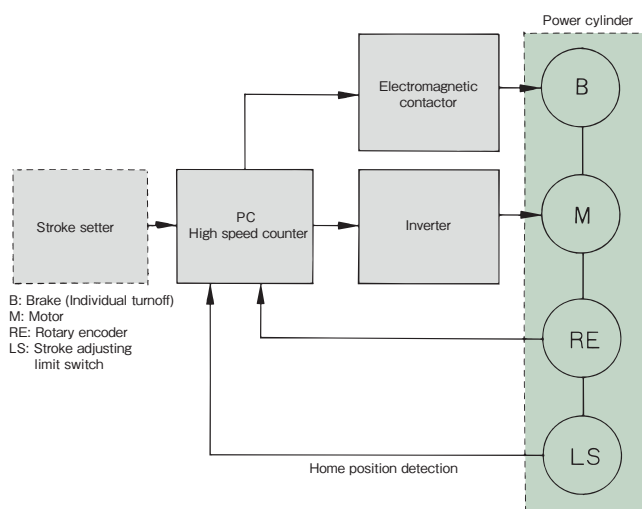 Power cylinder
Electromagnetic
contactor
B
Stroke setter
PC
High speed counter
Inverter
M
B: Brake (Individual turnoff)
M: Motor
RE: Rotary encoder
LS: Stroke adjusting
limit switch
RE
LS
Home position detection